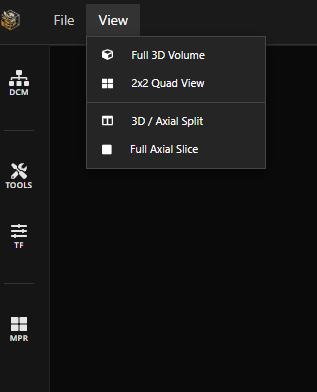 File View
Full 3D Volume
2x2 Quad View
3D / Axial Split
Full Axial Slice
DCM
TOOLS
TF
MPR